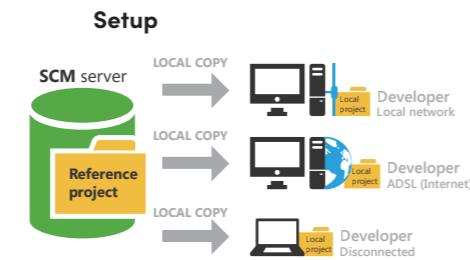 Setup
SCM server
Reference
project
LOCAL COPY
Local
project
Developer
Local network
LOCAL COPY
Local
project
Developer
ADSL (Internet)
LOCAL COPY
Local
project
Developer
Disconnected